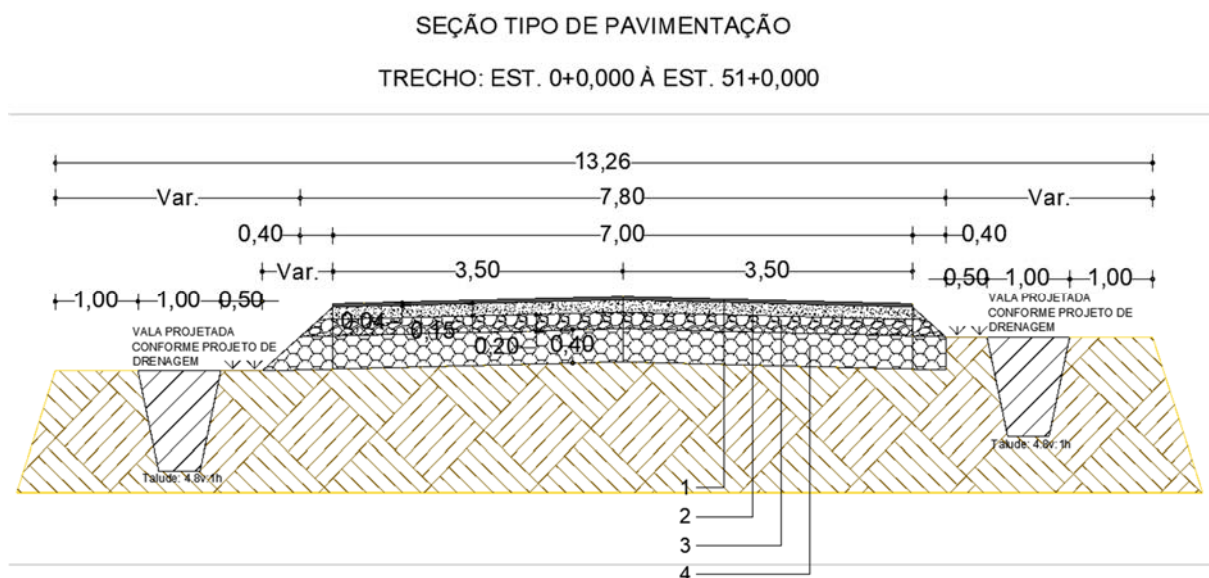 SEÇÃO TIPO DE PAVIMENTAÇÃO
TRECHO: EST. 0+0,000 À EST. 51+0,000
13,26
Var. 7,80 Var.
0,40 7,00 0,40
Var. 3,50 3,50
1,00 1,00 0,50 0,50 1,00 1,00
VALA PROJETADA
CONFORME PROJETO DE
DRENAGEM
VALA PROJETADA
CONFORME PROJETO DE
DRENAGEM
0,04
0,15
0,20
0,40
Talude: 4.8v:1h
Talude: 4.8v:1h
1
2
3
4